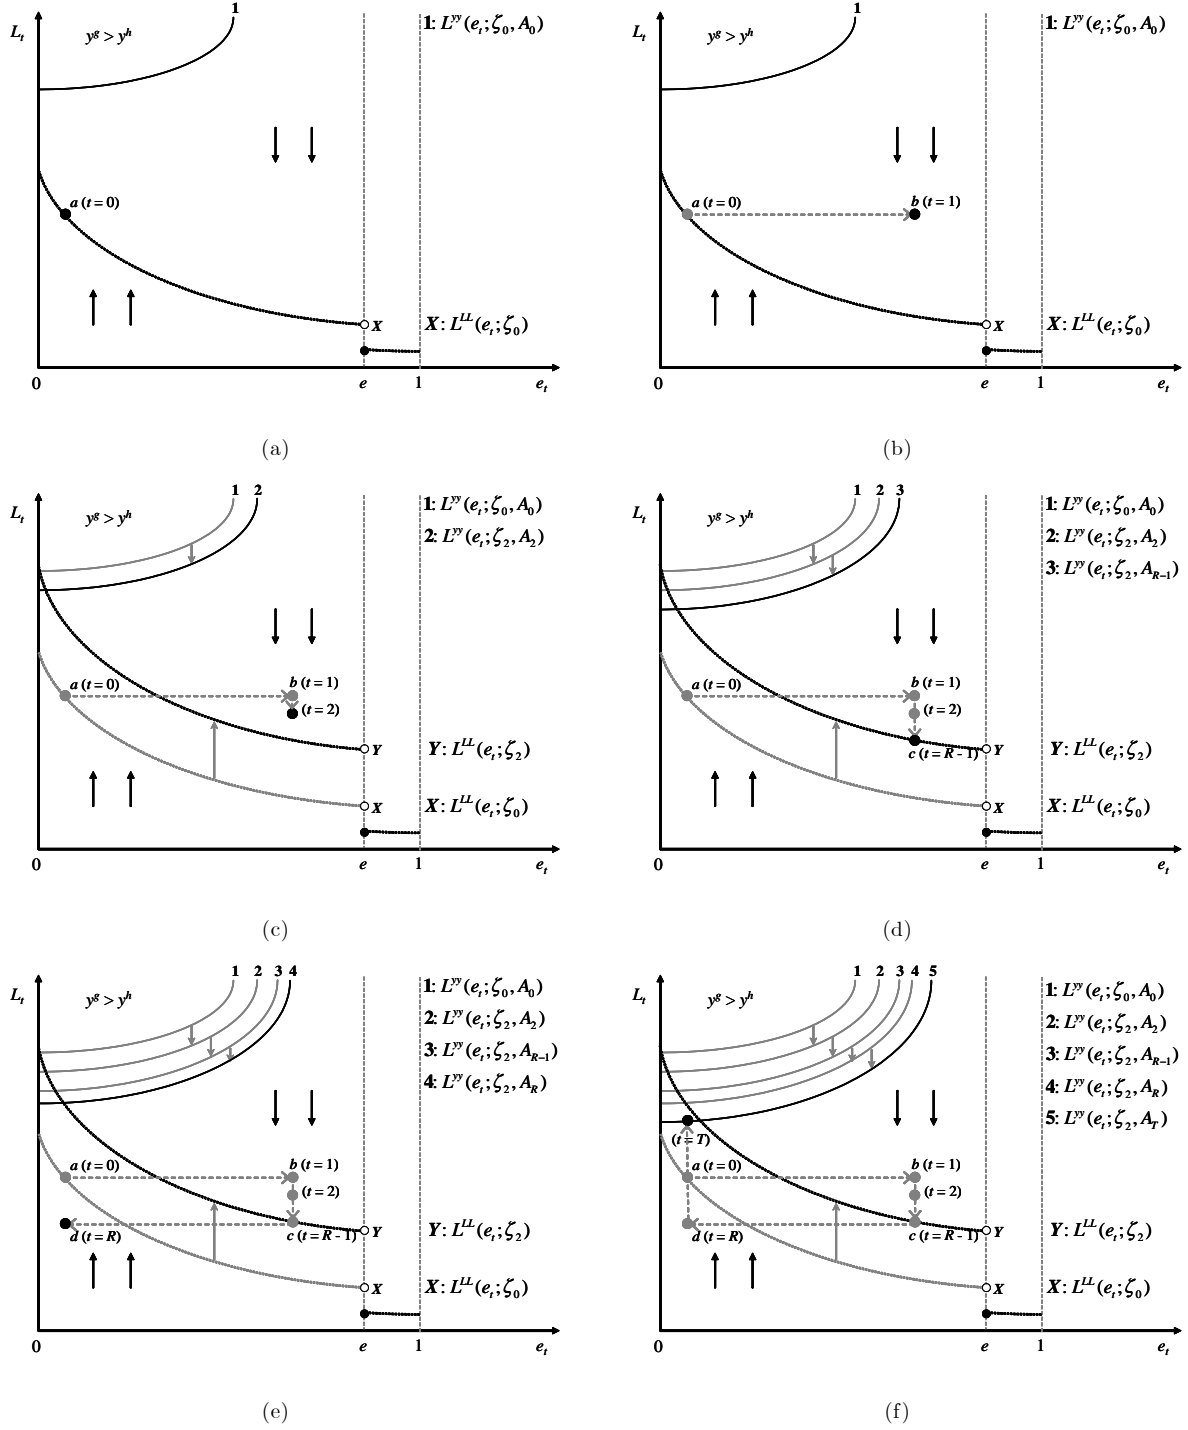 L_t
y^g > y^h
1
1: L^yy(e_t; ζ_0, A_0)
a (t = 0)
X
X: L^LL(e_t; ζ_0)
0
e
1
e_t
(a)
L_t
y^g > y^h
1
1: L^yy(e_t; ζ_0, A_0)
a (t = 0)
b (t = 1)
X
X: L^LL(e_t; ζ_0)
0
e
1
e_t
(b)
L_t
y^g > y^h
1 2
1: L^yy(e_t; ζ_0, A_0)
2: L^yy(e_t; ζ_2, A_2)
a (t = 0)
b (t = 1)
(t = 2)
Y
Y: L^LL(e_t; ζ_2)
X
X: L^LL(e_t; ζ_0)
0
e
1
e_t
(c)
L_t
y^g > y^h
1 2 3
1: L^yy(e_t; ζ_0, A_0)
2: L^yy(e_t; ζ_2, A_2)
3: L^yy(e_t; ζ_2, A_R−1)
a (t = 0)
b (t = 1)
(t = 2)
c (t = R - 1)
Y
Y: L^LL(e_t; ζ_2)
X
X: L^LL(e_t; ζ_0)
0
e
1
e_t
(d)
L_t
y^g > y^h
1 2 3 4
1: L^yy(e_t; ζ_0, A_0)
2: L^yy(e_t; ζ_2, A_2)
3: L^yy(e_t; ζ_2, A_R−1)
4: L^yy(e_t; ζ_2, A_R)
a (t = 0)
b (t = 1)
(t = 2)
d (t = R)
c (t = R - 1)
Y
Y: L^LL(e_t; ζ_2)
X
X: L^LL(e_t; ζ_0)
0
e
1
e_t
(e)
L_t
y^g > y^h
1 2 3 4 5
1: L^yy(e_t; ζ_0, A_0)
2: L^yy(e_t; ζ_2, A_2)
3: L^yy(e_t; ζ_2, A_R−1)
4: L^yy(e_t; ζ_2, A_R)
5: L^yy(e_t; ζ_2, A_T)
(t = T)
a (t = 0)
b (t = 1)
(t = 2)
d (t = R)
c (t = R - 1)
Y
Y: L^LL(e_t; ζ_2)
X
X: L^LL(e_t; ζ_0)
0
e
1
e_t
(f)